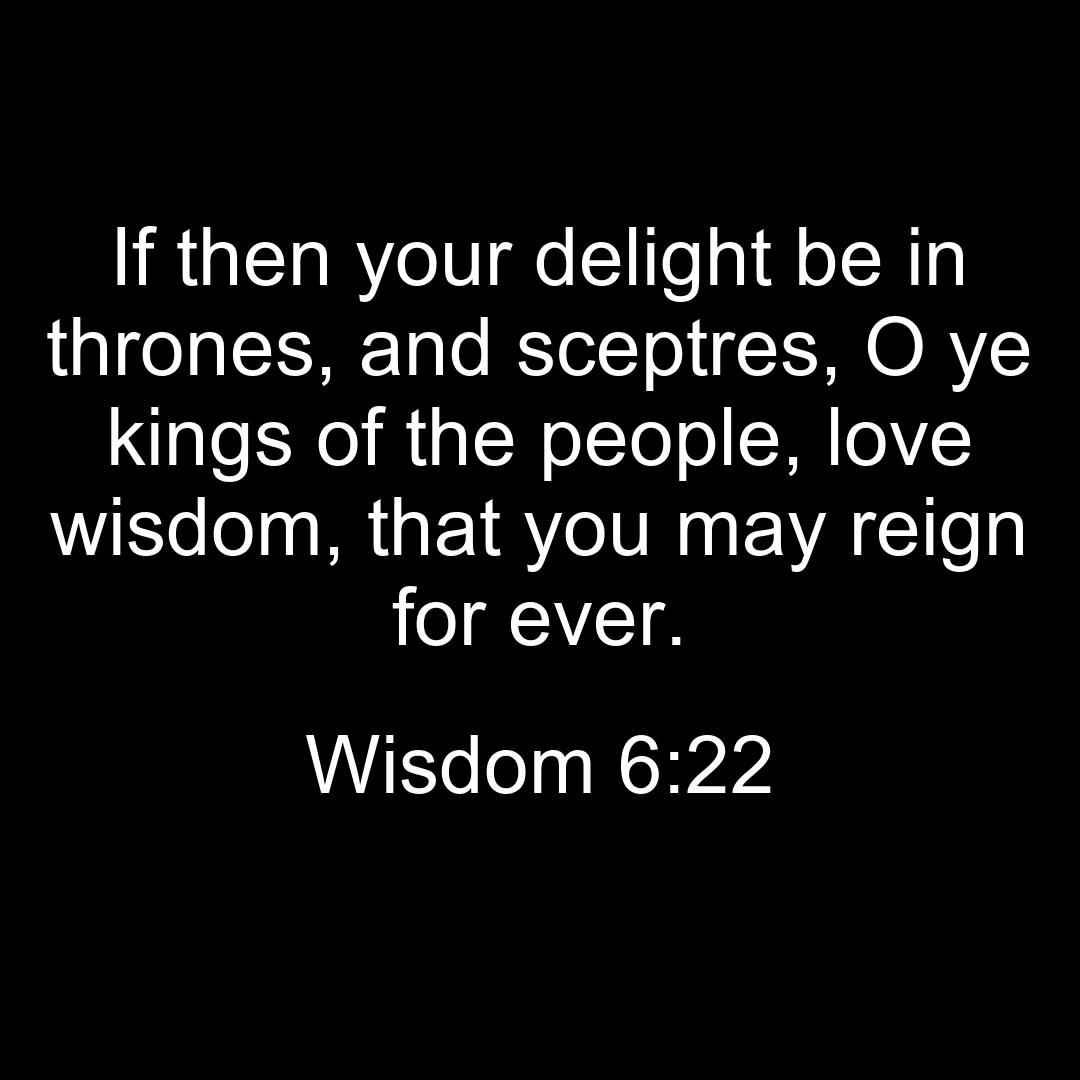 If then your delight be in
thrones, and sceptres, O ye
kings of the people, love
wisdom, that you may reign
for ever.
Wisdom 6:22